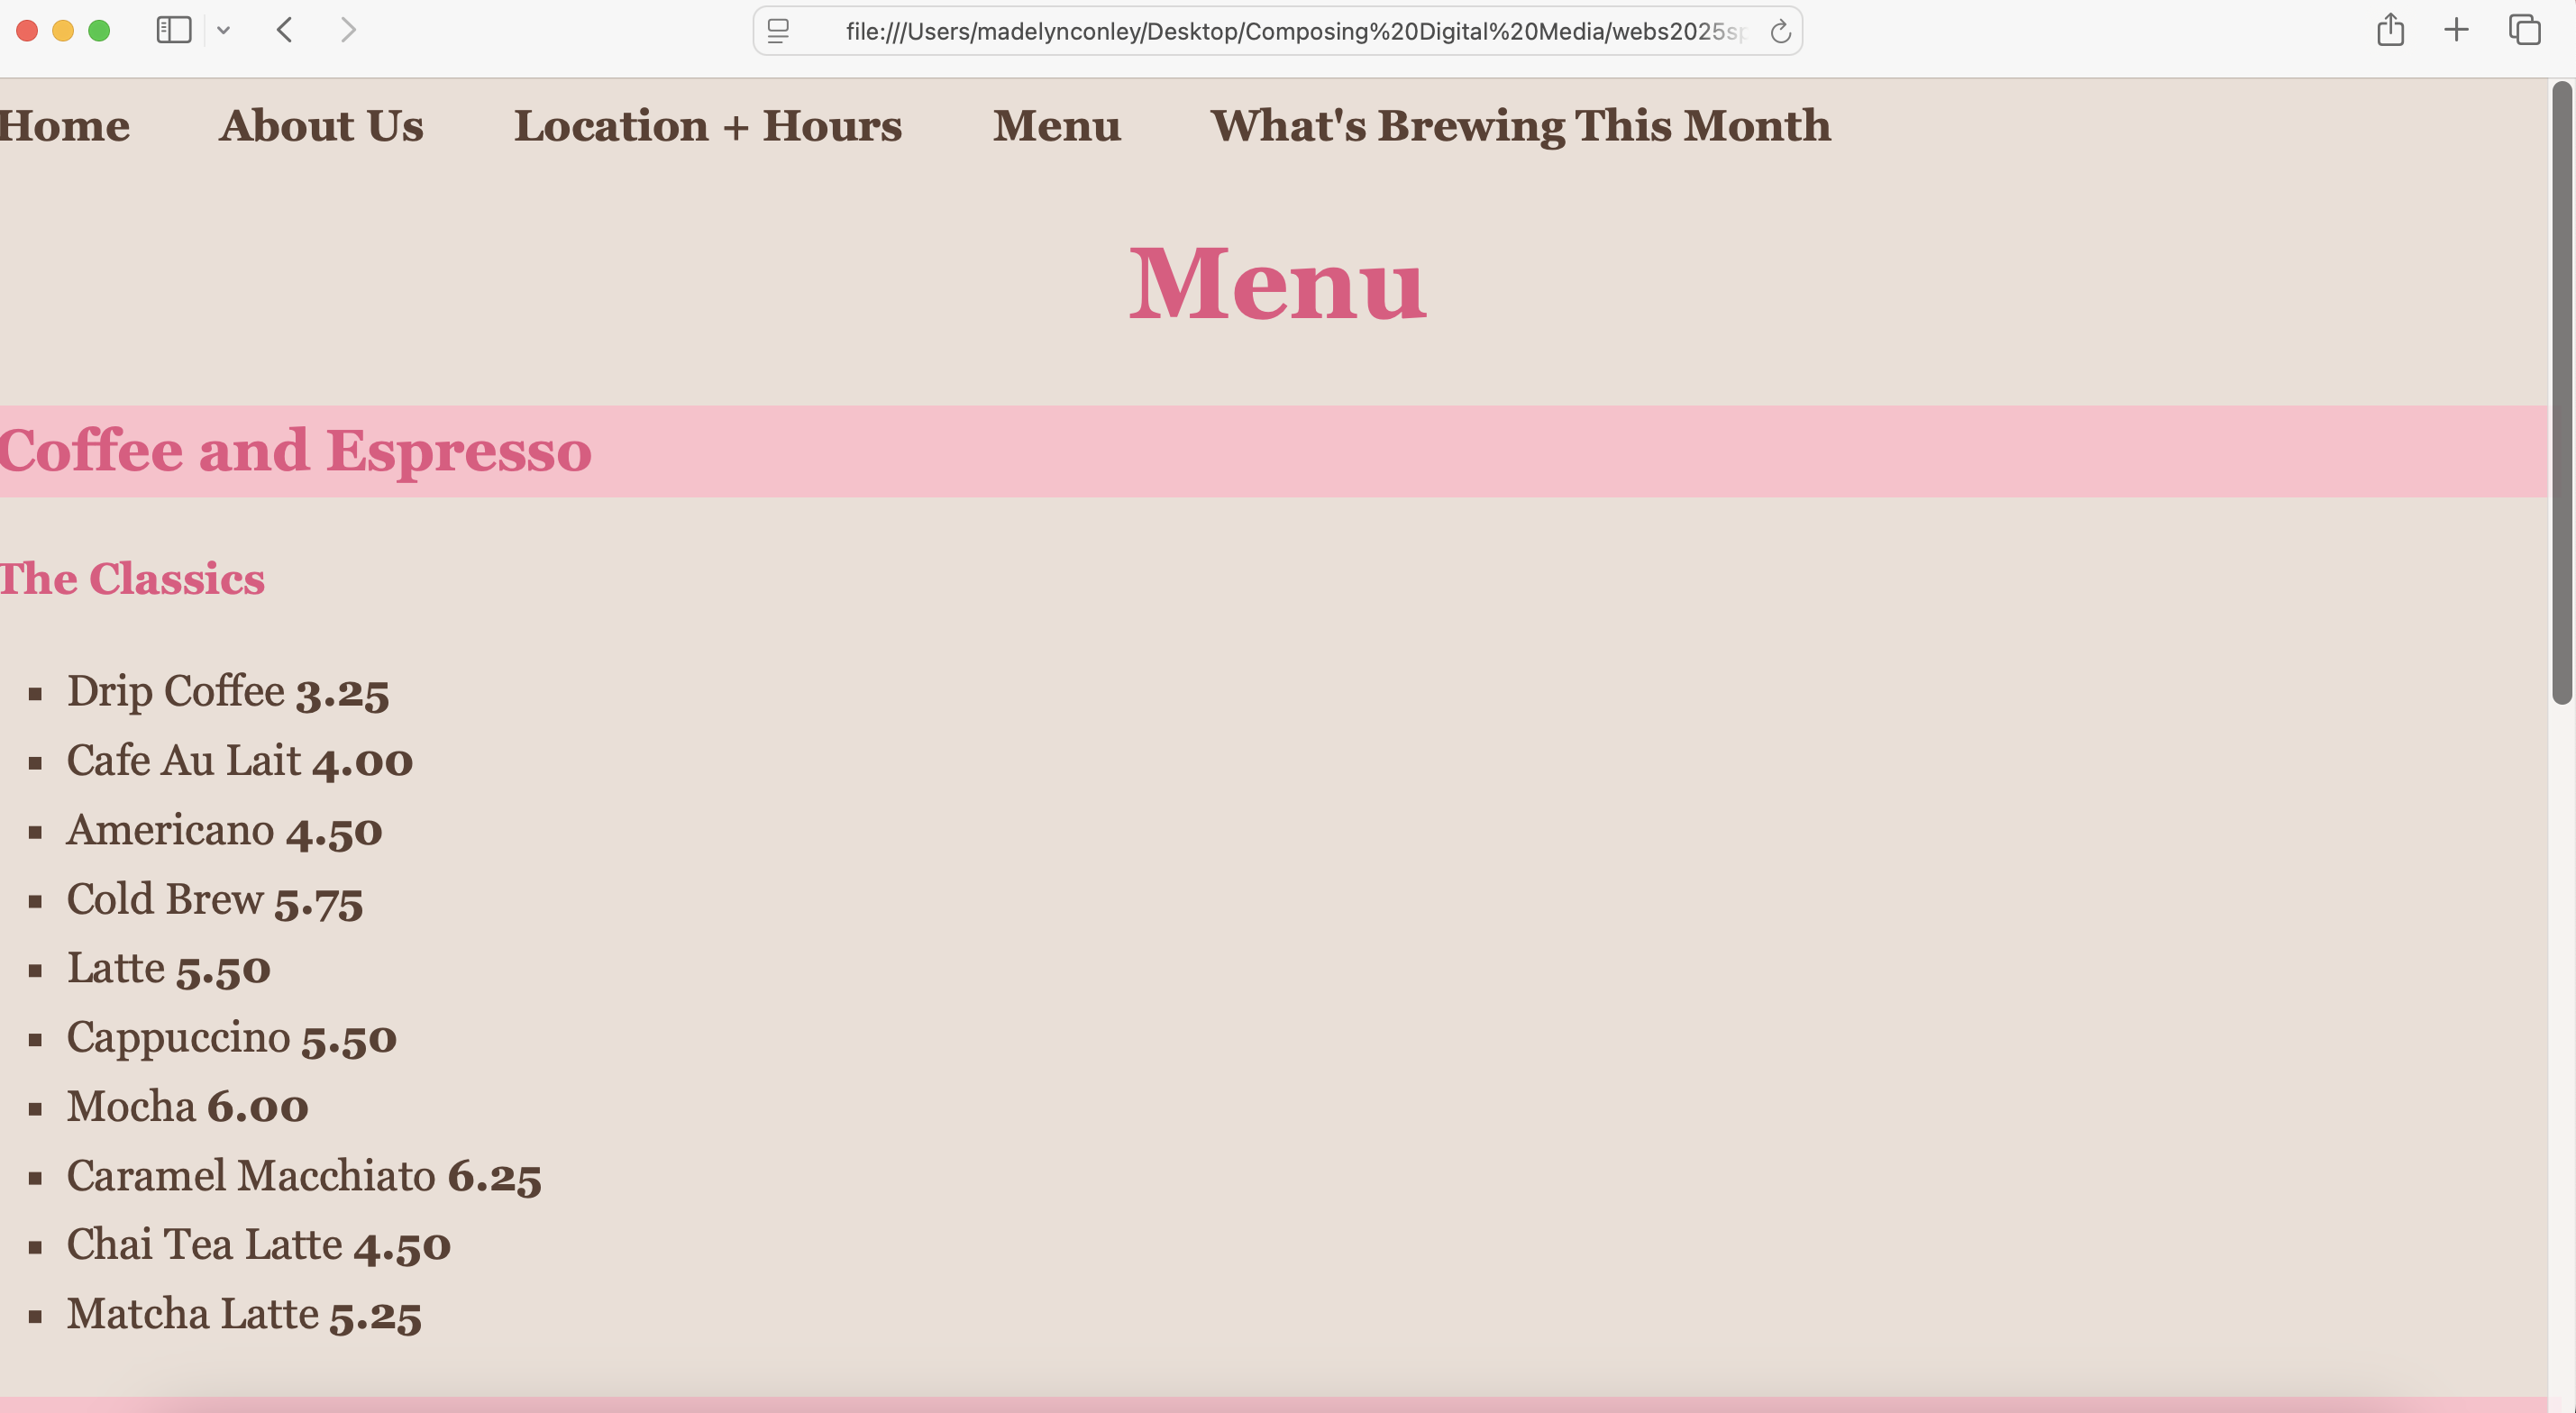 file:///Users/madelynconley/Desktop/Composing%20Digital%20Media/webs2025sp
Home About Us Location + Hours Menu What's Brewing This Month
Menu
Coffee and Espresso
The Classics
Drip Coffee 3.25
Cafe Au Lait 4.00
Americano 4.50
Cold Brew 5.75
Latte 5.50
Cappuccino 5.50
Mocha 6.00
Caramel Macchiato 6.25
Chai Tea Latte 4.50
Matcha Latte 5.25